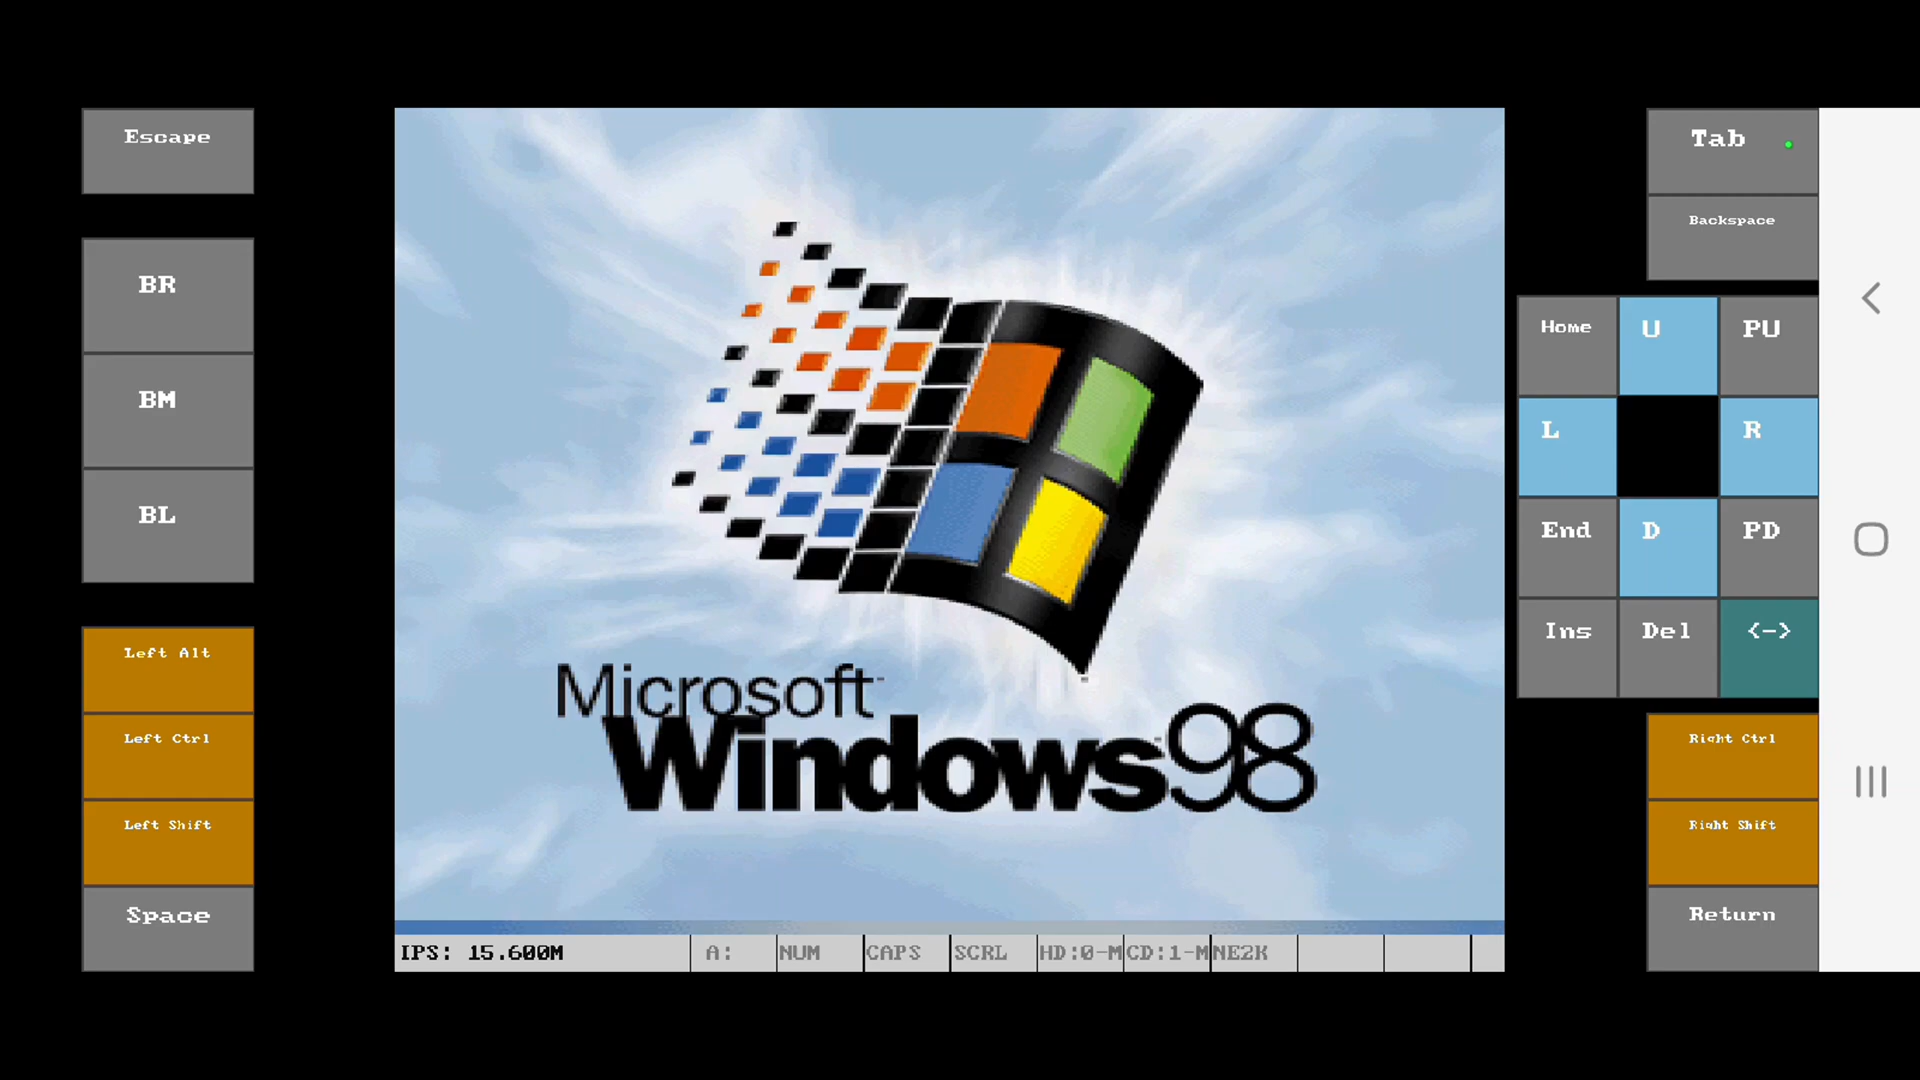 Escape
BR
BM
BL
Left Alt
Left Ctrl
Left Shift
Space
Microsoft
Windows98
IPS: 15.600M
A:
NUM
CAPS
SCRL
HD:0-M
CD:1-M
NE2K
Tab
Backspace
Home
U
PU
L
R
End
D
PD
Ins
Del
<->
Right Ctrl
Right Shift
Return